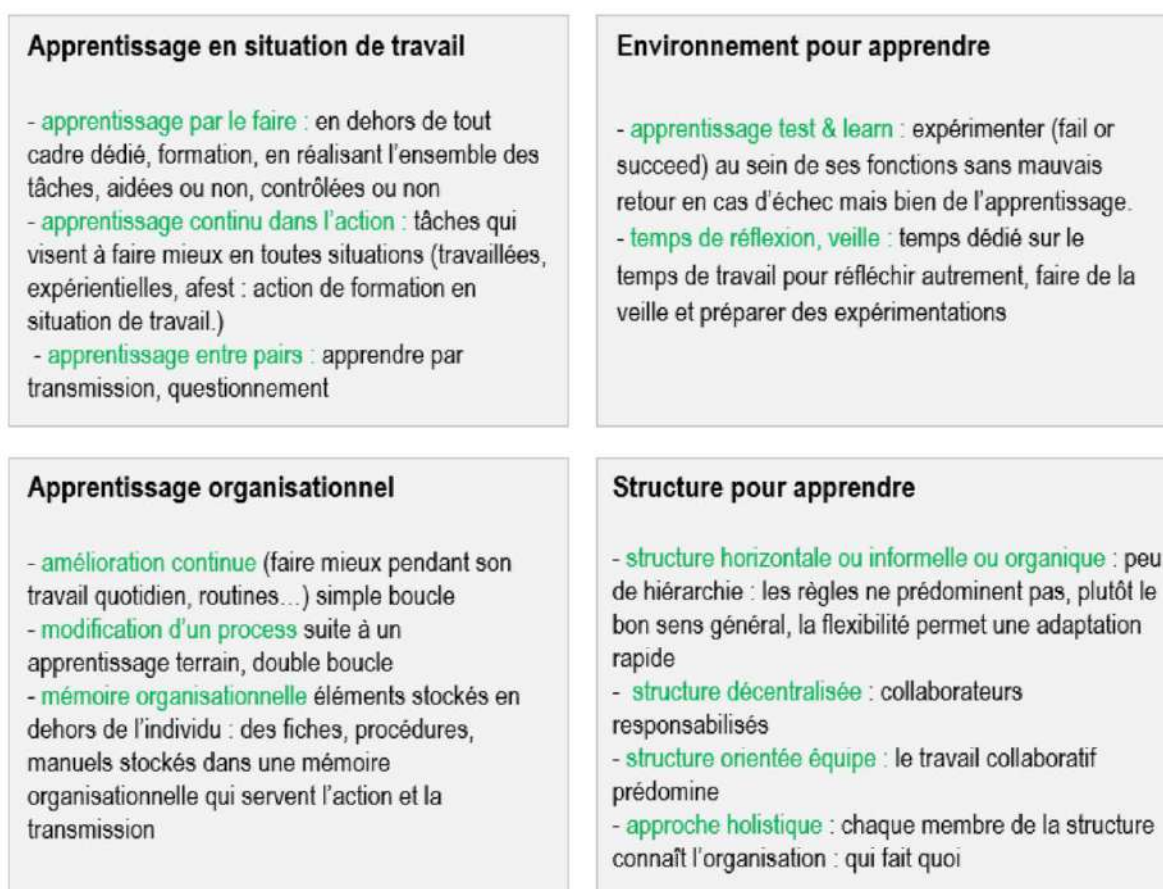 Apprentissage en situation de travail
- apprentissage par le faire : en dehors de tout
cadre dédié, formation, en réalisant l'ensemble des
tâches, aidées ou non, contrôlées ou non
- apprentissage continu dans l'action : tâches qui
visent à faire mieux en toutes situations (travaillées,
expérientielles, afest : action de formation en
situation de travail.)
- apprentissage entre pairs : apprendre par
transmission, questionnement
Environnement pour apprendre
- apprentissage test & learn : expérimenter (fail or
succeed) au sein de ses fonctions sans mauvais
retour en cas d'échec mais bien de l'apprentissage.
- temps de réflexion, veille : temps dédié sur le
temps de travail pour réfléchir autrement, faire de la
veille et préparer des expérimentations
Apprentissage organisationnel
- amélioration continue (faire mieux pendant son
travail quotidien, routines...) simple boucle
- modification d'un process suite à un
apprentissage terrain, double boucle
- mémoire organisationnelle éléments stockés en
dehors de l'individu : des fiches, procédures,
manuels stockés dans une mémoire
organisationnelle qui servent l'action et la
transmission
Structure pour apprendre
- structure horizontale ou informelle ou organique : peu
de hiérarchie : les règles ne prédominent pas, plutôt le
bon sens général, la flexibilité permet une adaptation
rapide
- structure décentralisée : collaborateurs
responsabilisés
- structure orientée équipe : le travail collaboratif
prédomine
- approche holistique : chaque membre de la structure
connaît l'organisation : qui fait quoi